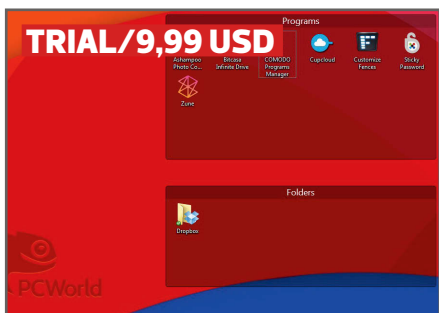 Programs
TRIAL/9,99 USD
Ashampoo Photo Co...
Bitcasa Infinite Drive
COMODO Programs Manager
Cupcloud
Customize Fences
Sticky Password
Zune
Folders
Dropbox
PCWorld